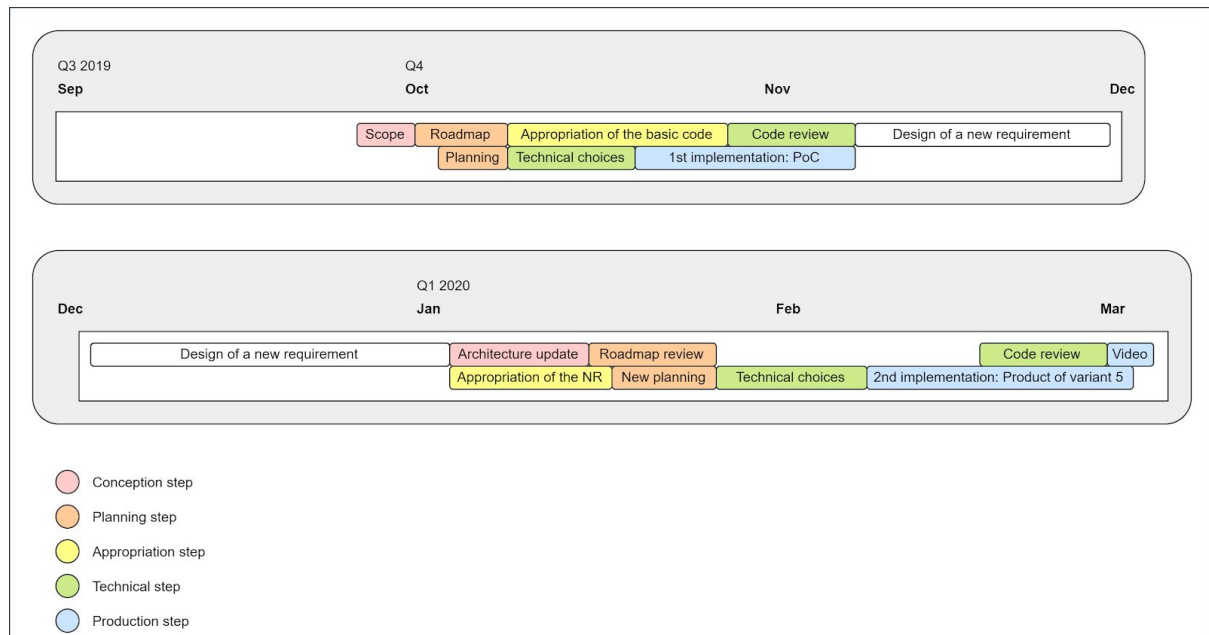 Q3 2019 Q4
Sep Oct Nov Dec
Scope Roadmap Appropriation of the basic code Code review Design of a new requirement
Planning Technical choices 1st implementation: PoC
Q1 2020
Dec Jan Feb Mar
Design of a new requirement Architecture update Roadmap review Code review Video
Appropriation of the NR New planning Technical choices 2nd implementation: Product of variant 5
Conception step
Planning step
Appropriation step
Technical step
Production step